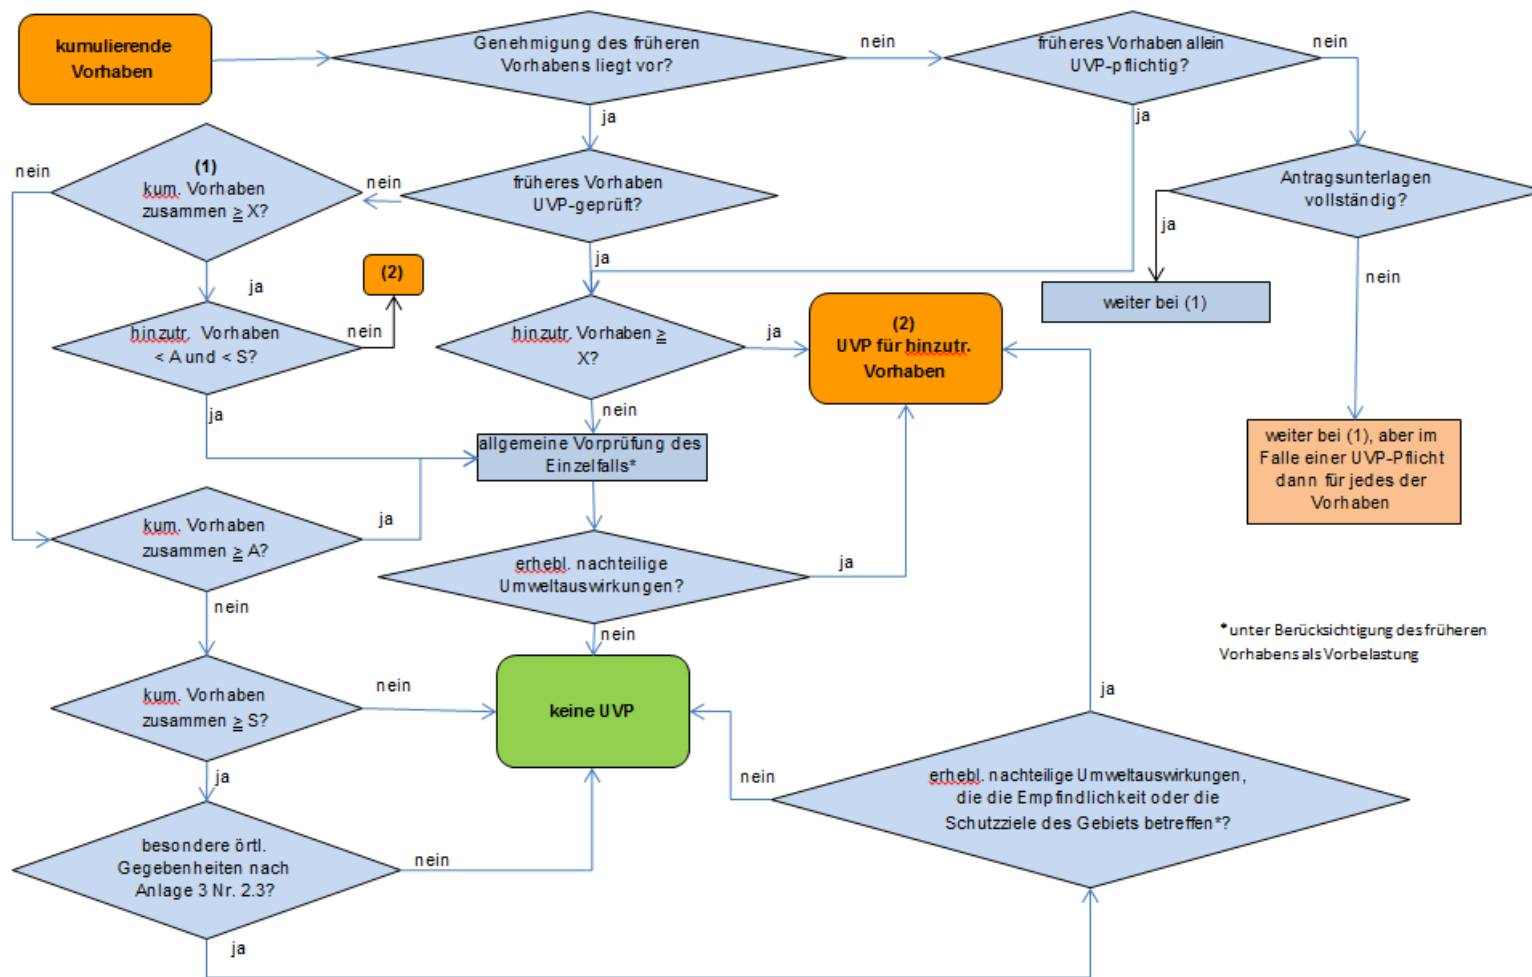 kumulierende
Vorhaben
Genehmigung des früheren
Vorhabens liegt vor?
nein
früheres Vorhaben allein
UVP-pflichtig?
nein
ja
ja
nein
(1)
kum. Vorhaben
zusammen ≧ X?
nein
früheres Vorhaben
UVP-geprüft?
Antragsunterlagen
vollständig?
ja
ja
nein
ja
(2)
weiter bei (1)
hinzutr. Vorhaben
< A und < S?
nein
hinzutr. Vorhaben ≧
X?
ja
(2)
UVP für hinzutr.
Vorhaben
ja
nein
allgemeine Vorprüfung des
Einzelfalls*
weiter bei (1), aber im
Falle einer UVP-Pflicht
dann für jedes der
Vorhaben
kum. Vorhaben
zusammen ≧ A?
ja
erhebl. nachteilige
Umweltauswirkungen?
ja
nein
nein
*unter Berücksichtigung des früheren
Vorhabens als Vorbelastung
kum. Vorhaben
zusammen ≧ S?
nein
keine UVP
ja
ja
nein
erhebl. nachteilige Umweltauswirkungen,
die die Empfindlichkeit oder die
Schutzziele des Gebiets betreffen*?
besondere örtl.
Gegebenheiten nach
Anlage 3 Nr. 2.3?
nein
ja